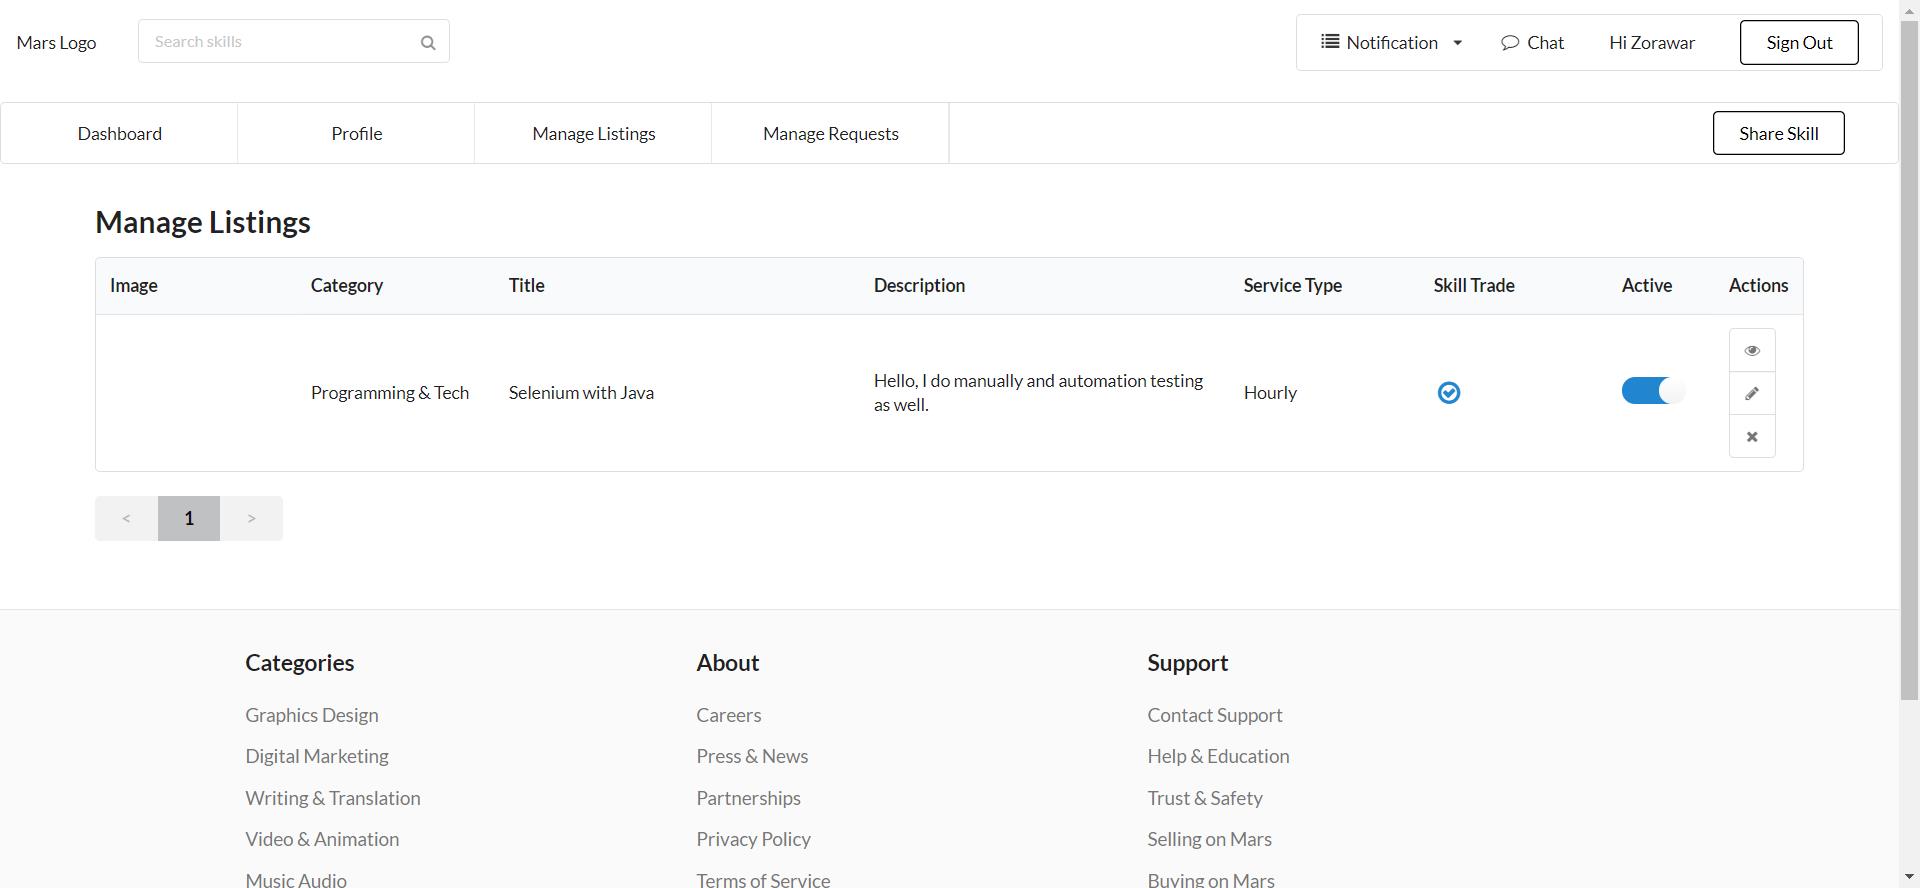 Mars Logo
Search skills
Notification
Chat
Hi Zorawar
Sign Out
Dashboard
Profile
Manage Listings
Manage Requests
Share Skill
Manage Listings
Image Category Title Description Service Type Skill Trade Active Actions
Programming & Tech
Selenium with Java
Hello, I do manually and automation testing
as well.
Hourly
< 1 >
Categories
Graphics Design
Digital Marketing
Writing & Translation
Video & Animation
Music Audio
About
Careers
Press & News
Partnerships
Privacy Policy
Terms of Service
Support
Contact Support
Help & Education
Trust & Safety
Selling on Mars
Buying on Mars